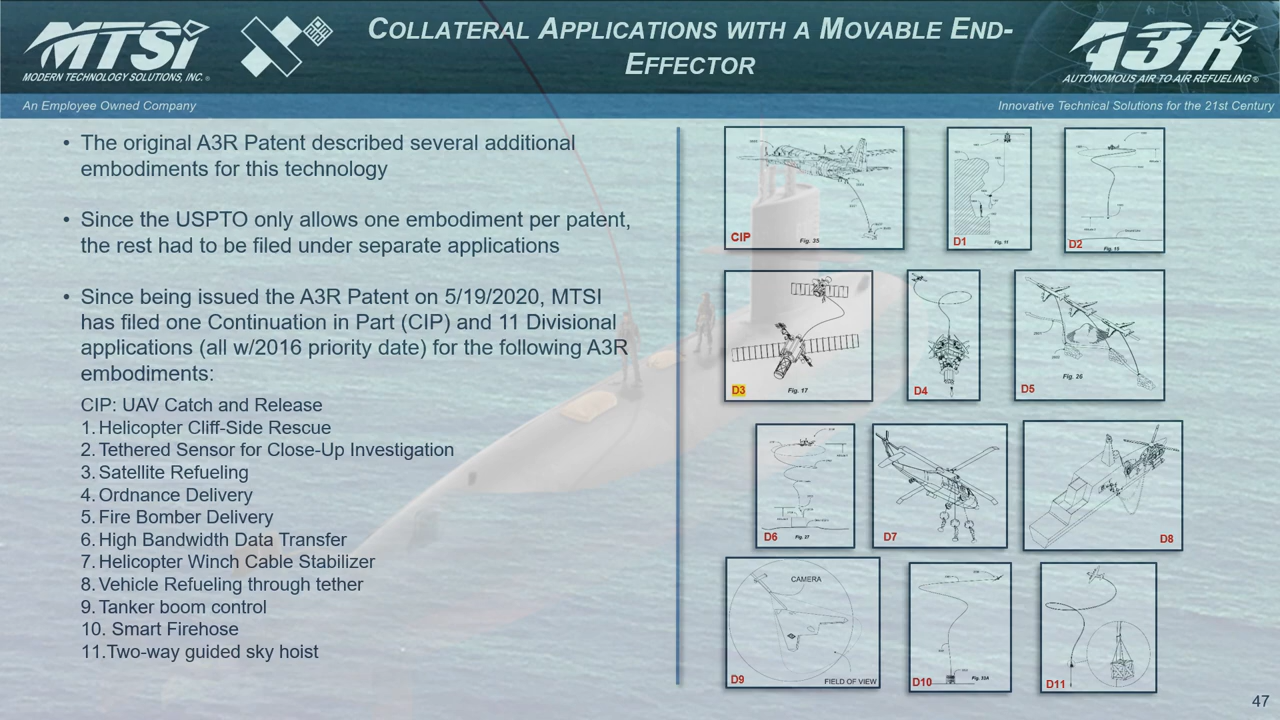 MTSi
MODERN TECHNOLOGY SOLUTIONS, INC.®
COLLATERAL APPLICATIONS WITH A MOVABLE END-
EFFECTOR
A3R
AUTONOMOUS AIR TO AIR REFUELING®
An Employee Owned Company
Innovative Technical Solutions for the 21st Century
• The original A3R Patent described several additional
embodiments for this technology
• Since the USPTO only allows one embodiment per patent,
the rest had to be filed under separate applications
• Since being issued the A3R Patent on 5/19/2020, MTSI
has filed one Continuation in Part (CIP) and 11 Divisional
applications (all w/2016 priority date) for the following A3R
embodiments:
CIP: UAV Catch and Release
1. Helicopter Cliff-Side Rescue
2. Tethered Sensor for Close-Up Investigation
3. Satellite Refueling
4. Ordnance Delivery
5. Fire Bomber Delivery
6. High Bandwidth Data Transfer
7. Helicopter Winch Cable Stabilizer
8. Vehicle Refueling through tether
9. Tanker boom control
10. Smart Firehose
11.Two-way guided sky hoist
CIP
Fig. 25
D1
Fig. 11
D2
Fig. 15
D3
Fig. 17
D4
D5
Fig. 26
D6
Fig. 27
D7
D8
CAMERA
D9
FIELD OF VIEW
D10
D11
47